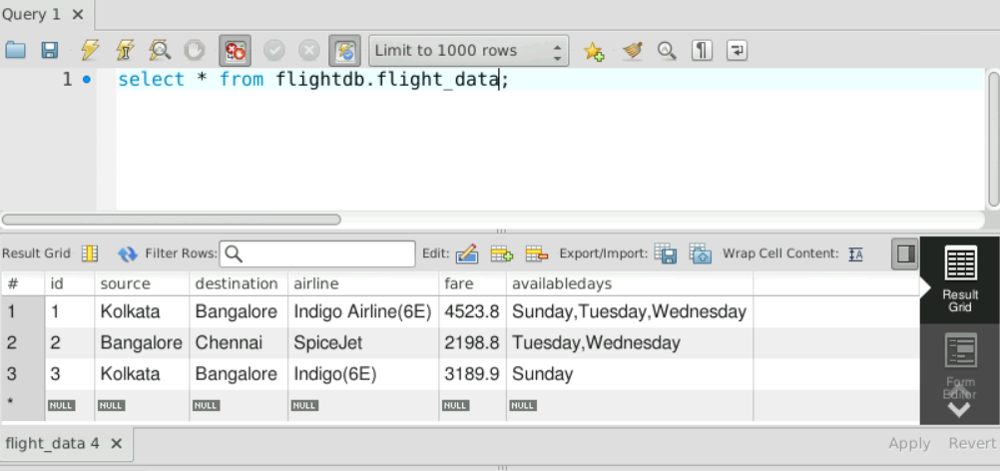 Query 1
Limit to 1000 rows
1 select * from flightdb.flight_data;
Result Grid Filter Rows: Edit: Export/Import: Wrap Cell Content: IA
# id source destination airline fare availabledays
1 1 Kolkata Bangalore Indigo Airline(6E) 4523.8 Sunday,Tuesday,Wednesday
2 2 Bangalore Chennai SpiceJet 2198.8 Tuesday,Wednesday
3 3 Kolkata Bangalore Indigo(6E) 3189.9 Sunday
* NULL NULL NULL NULL NULL NULL
Result
Grid
Form
Editor
flight_data 4 Apply Revert